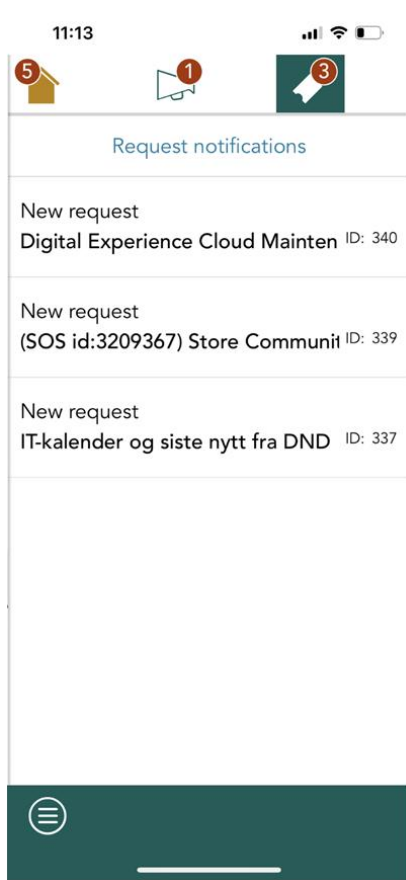 11:13
5
1
3
Request notifications
New request
Digital Experience Cloud Mainten ID: 340
New request
(SOS id:3209367) Store Communit ID: 339
New request
IT-kalender og siste nytt fra DND ID: 337